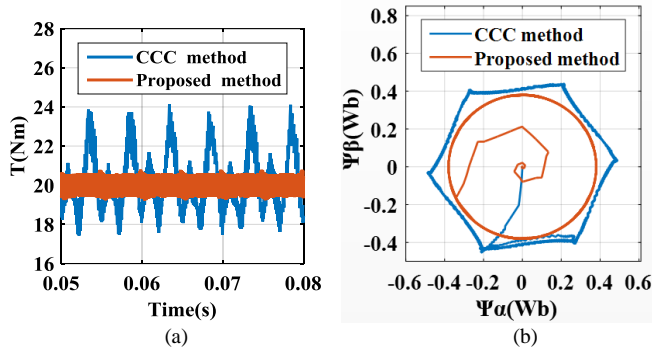 28
26
24
22
20
18
16
T(Nm)
CCC method
Proposed method
0.05 0.06 0.07 0.08
Time(s)
(a)
0.8
0.6
0.4
0.2
0
-0.2
-0.4
Ψβ(Wb)
CCC method
Proposed method
-0.6 -0.4 -0.2 0 0.2 0.4 0.6
Ψα(Wb)
(b)